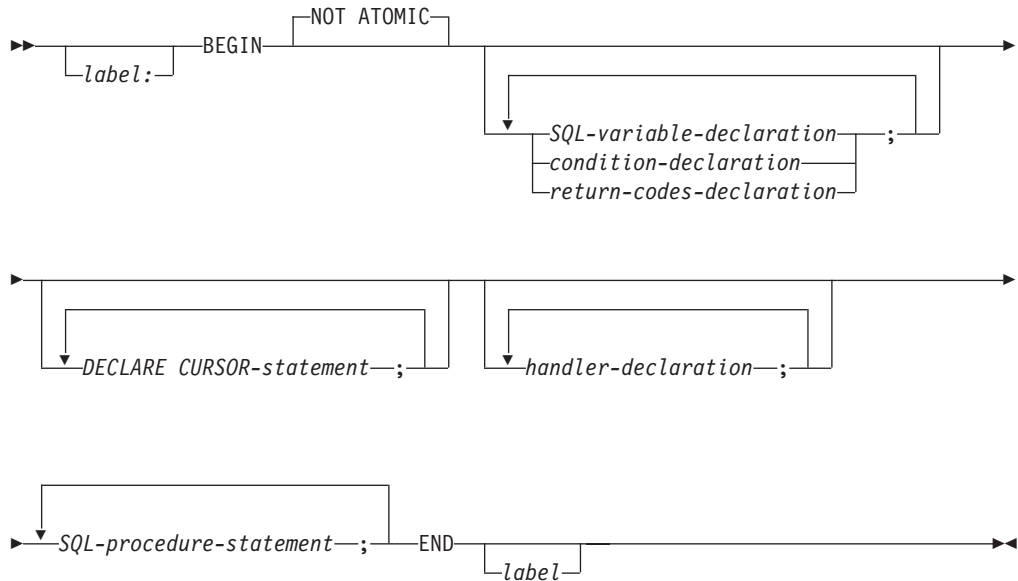 NOT ATOMIC
BEGIN
label:
SQL-variable-declaration ;
condition-declaration
return-codes-declaration
DECLARE CURSOR-statement ; handler-declaration ;
SQL-procedure-statement ; END
label